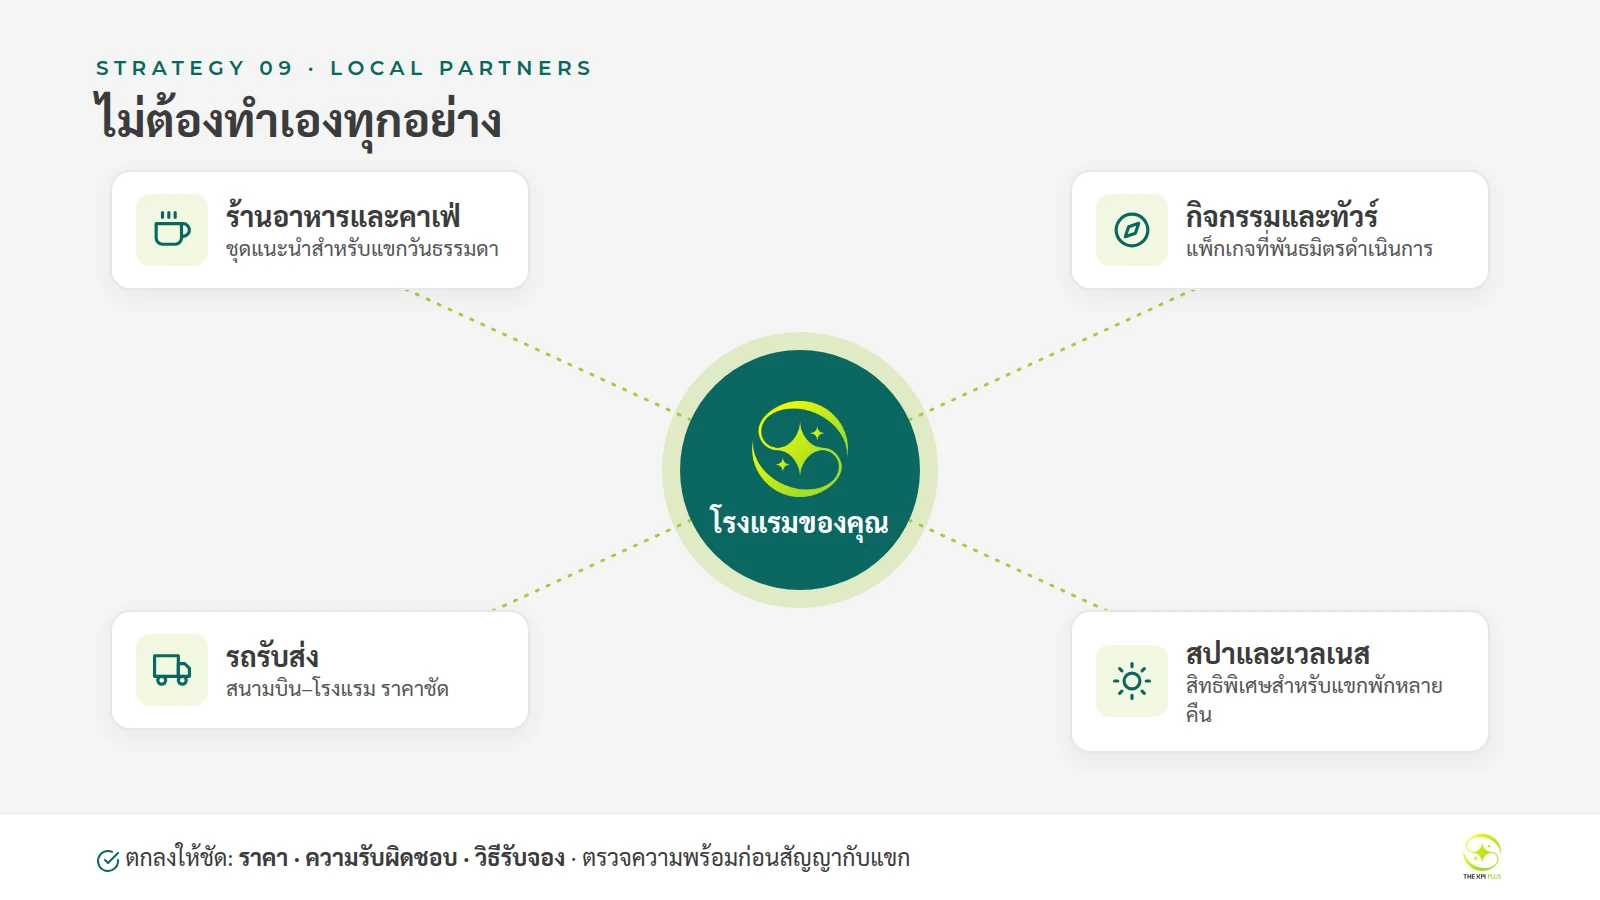 STRATEGY 09 · LOCAL PARTNERS
ไม่ต้องทำเองทุกอย่าง
ร้านอาหารและคาเฟ่
ชุดแนะนำสำหรับแขกวันธรรมดา
กิจกรรมและทัวร์
แพ็กเกจที่พันธมิตรดำเนินการ
โรงแรมของคุณ
รถรับส่ง
สนามบิน–โรงแรม ราคาชัด
สปาและเวลเนส
สิทธิพิเศษสำหรับแขกพักหลาย
คืน
ตกลงให้ชัด: ราคา · ความรับผิดชอบ · วิธีรับจอง · ตรวจความพร้อมก่อนสัญญากับแขก
THE XPI PLUS